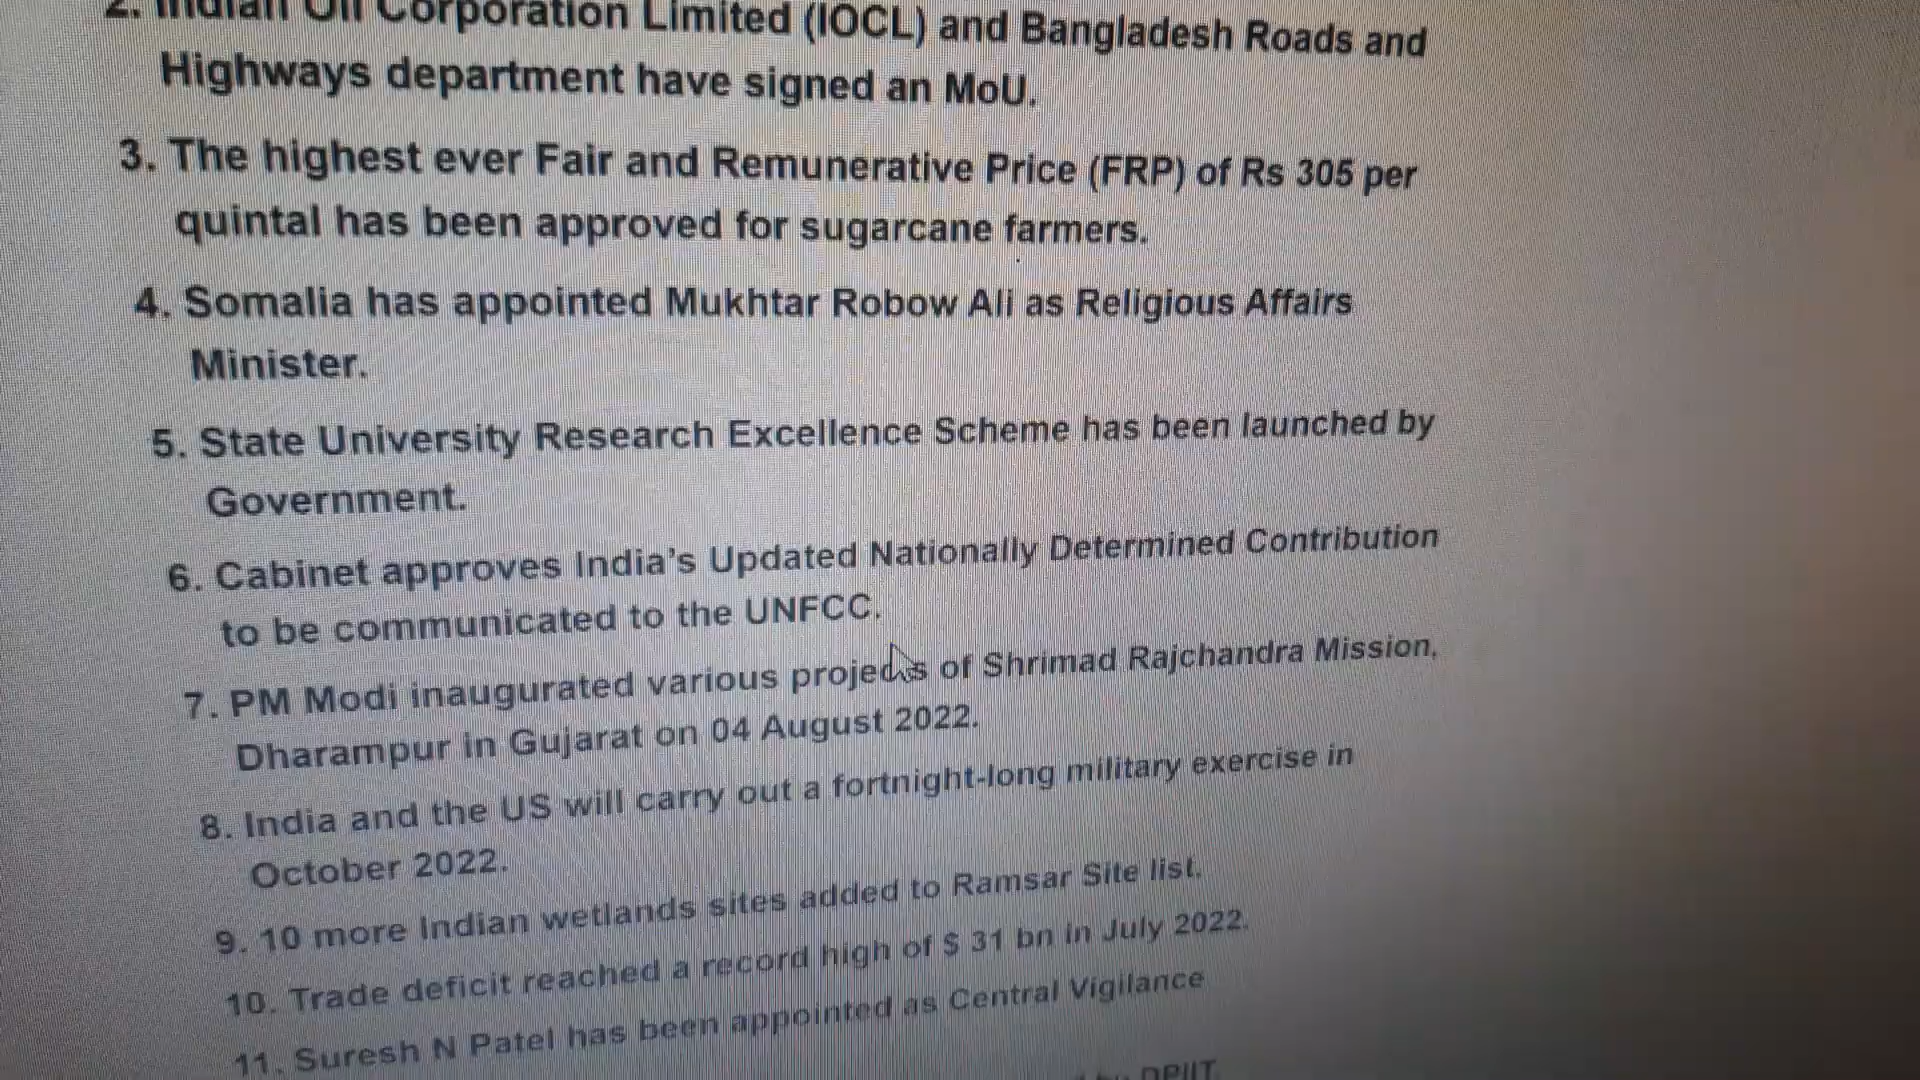 2. Indian Oil Corporation Limited (IOCL) and Bangladesh Roads and
Highways department have signed an MoU.
3. The highest ever Fair and Remunerative Price (FRP) of Rs 305 per
quintal has been approved for sugarcane farmers.
4. Somalia has appointed Mukhtar Robow Ali as Religious Affairs
Minister.
5. State University Research Excellence Scheme has been launched by
Government.
6. Cabinet approves India's Updated Nationally Determined Contribution
to be communicated to the UNFCC.
7. PM Modi inaugurated various projects of Shrimad Rajchandra Mission,
Dharampur in Gujarat on 04 August 2022.
8. India and the US will carry out a fortnight-long military exercise in
October 2022.
9. 10 more Indian wetlands sites added to Ramsar Site list.
10. Trade deficit reached a record high of $ 31 bn in July 2022.
11. Suresh N Patel has been appointed as Central Vigilance
DPIIT